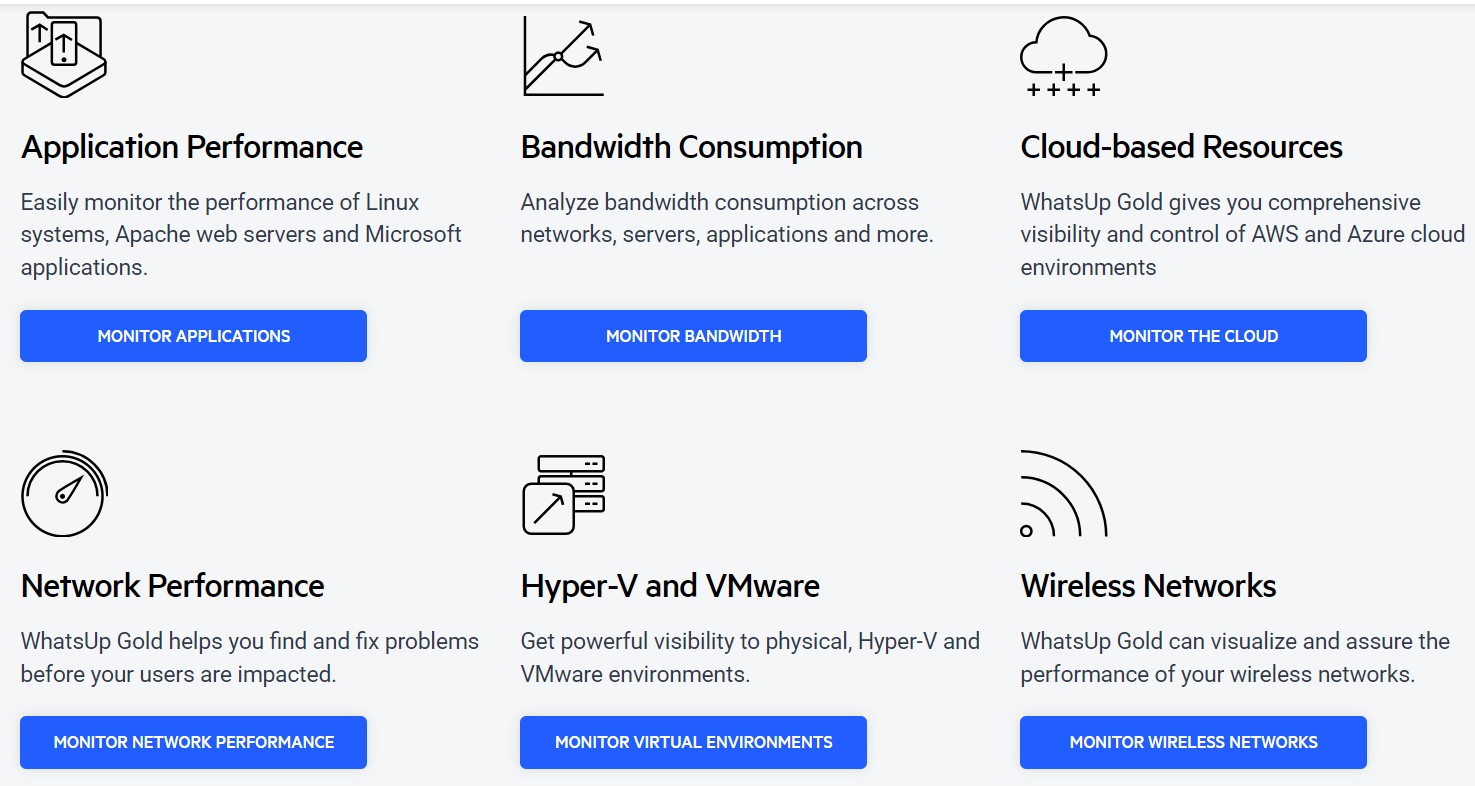 Application Performance
Easily monitor the performance of Linux
systems, Apache web servers and Microsoft
applications.
MONITOR APPLICATIONS
Bandwidth Consumption
Analyze bandwidth consumption across
networks, servers, applications and more.
MONITOR BANDWIDTH
Cloud-based Resources
WhatsUp Gold gives you comprehensive
visibility and control of AWS and Azure cloud
environments
MONITOR THE CLOUD
Network Performance
WhatsUp Gold helps you find and fix problems
before your users are impacted.
MONITOR NETWORK PERFORMANCE
Hyper-V and VMware
Get powerful visibility to physical, Hyper-V and
VMware environments.
MONITOR VIRTUAL ENVIRONMENTS
Wireless Networks
WhatsUp Gold can visualize and assure the
performance of your wireless networks.
MONITOR WIRELESS NETWORKS